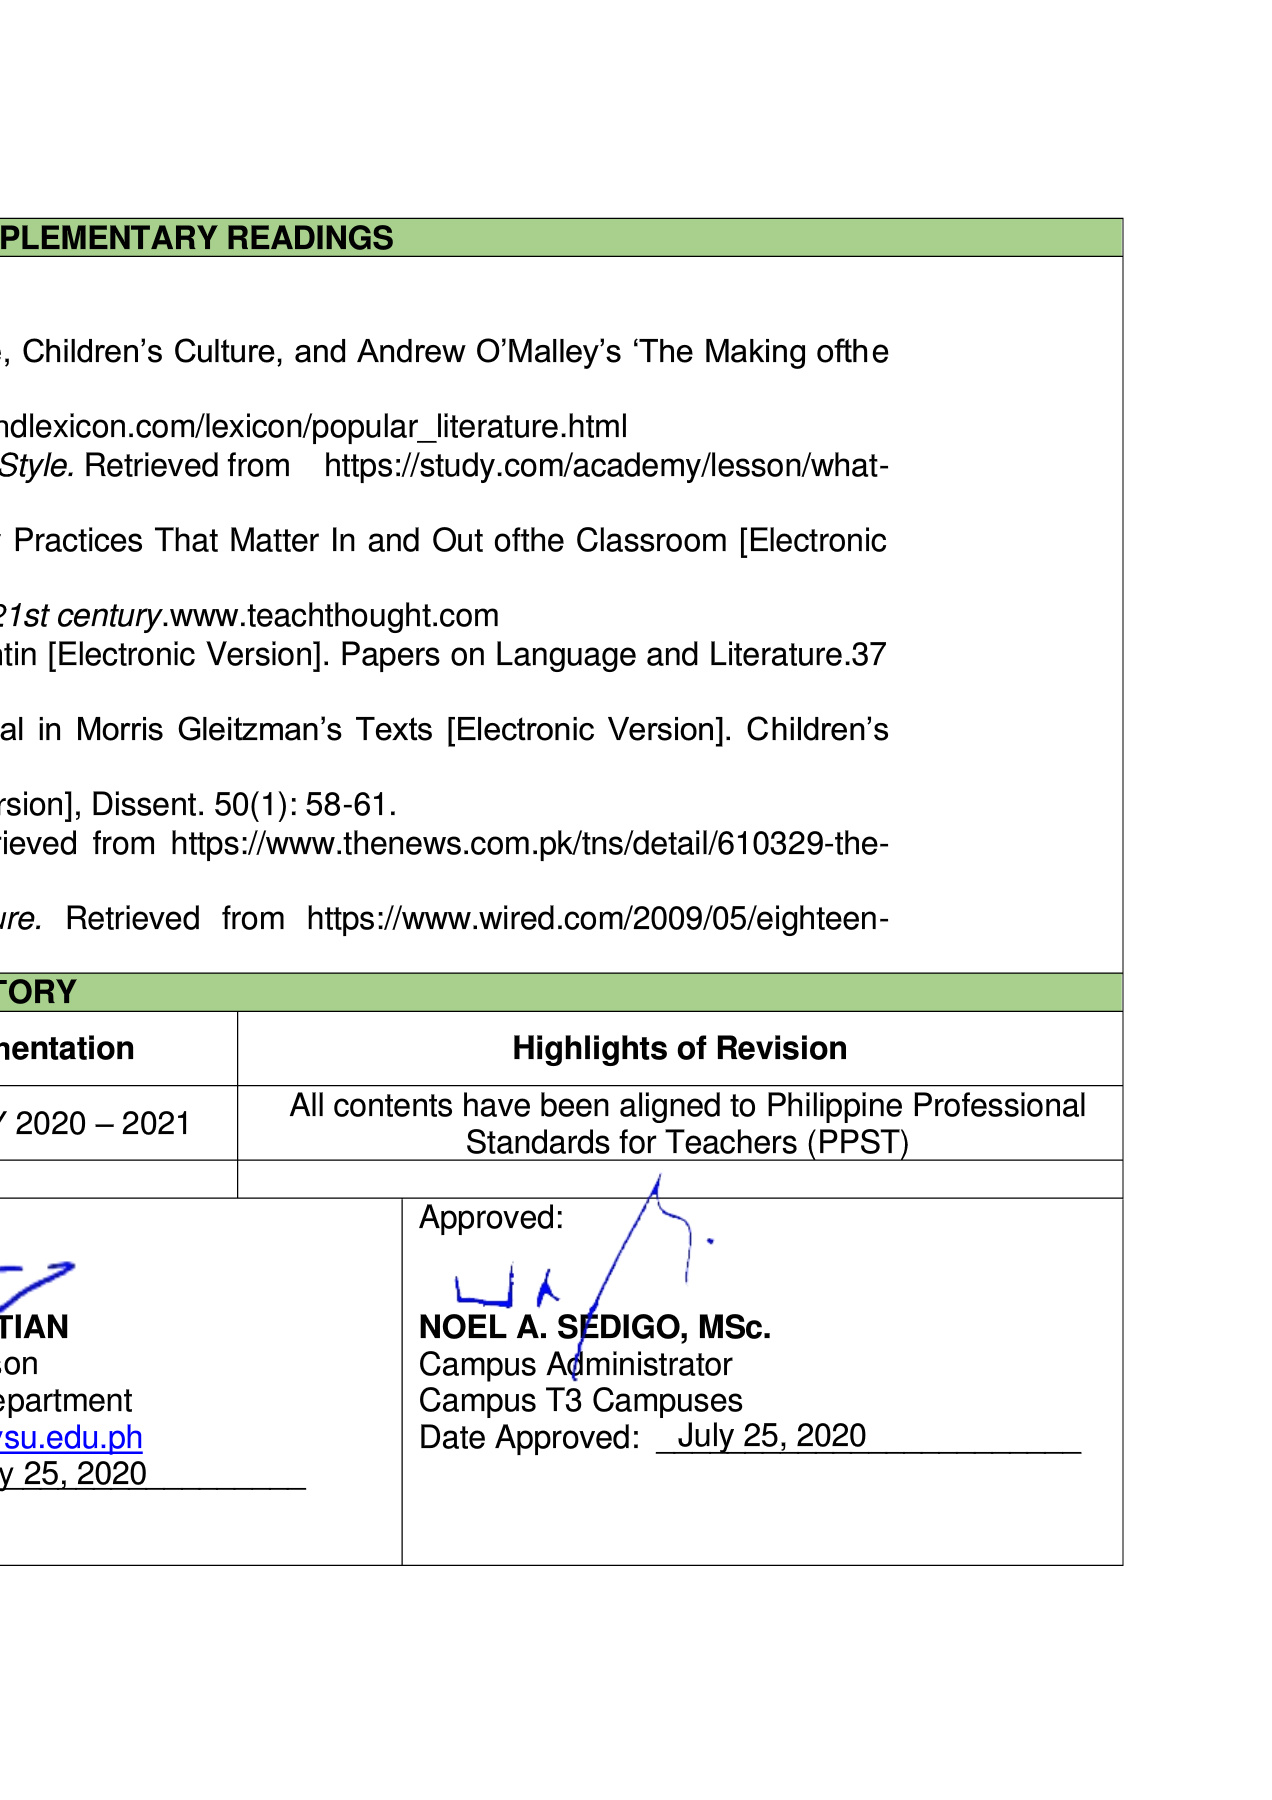 PLEMENTARY READINGS
, Children’s Culture, and Andrew O’Malley’s ‘The Making ofthe
ndlexicon.com/lexicon/popular_literature.html
Style. Retrieved from https://study.com/academy/lesson/what-
Practices That Matter In and Out ofthe Classroom [Electronic
21st century.www.teachthought.com
ntin [Electronic Version]. Papers on Language and Literature.37
al in Morris Gleitzman’s Texts [Electronic Version]. Children’s
rsion], Dissent. 50(1): 58-61.
rieved from https://www.thenews.com.pk/tns/detail/610329-the-
ure. Retrieved from https://www.wired.com/2009/05/eighteen-
TORY
mentation
Highlights of Revision
Y 2020 – 2021
All contents have been aligned to Philippine Professional
Standards for Teachers (PPST)
TIAN
son
epartment
vsu.edu.ph
y 25, 2020
Approved:
NOEL A. SEDIGO, MSc.
Campus Administrator
Campus T3 Campuses
Date Approved: July 25, 2020